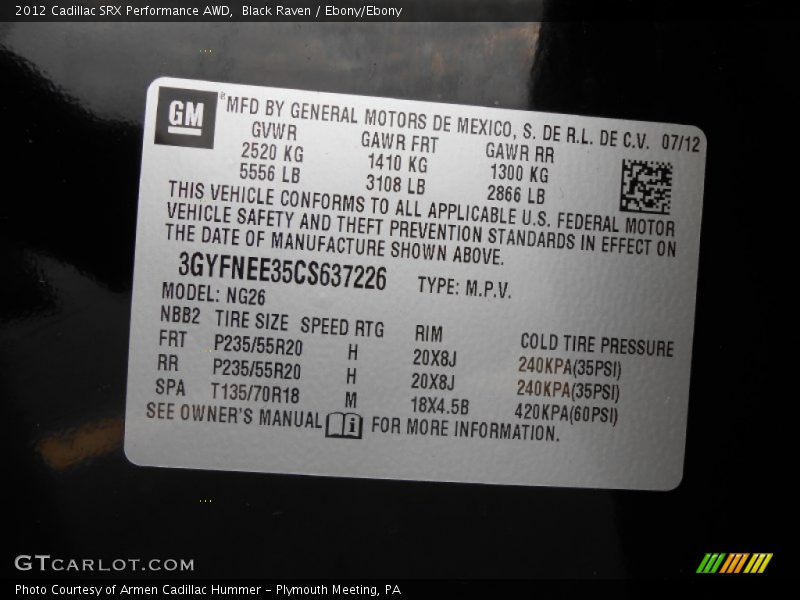 2012 Cadillac SRX Performance AWD,  Black Raven / Ebony/Ebony
GM ® MFD BY GENERAL MOTORS DE MEXICO, S. DE R.L. DE C.V. 07/12
GVWR GAWR FRT GAWR RR
2520 KG 1410 KG 1300 KG
5556 LB 3108 LB 2866 LB
THIS VEHICLE CONFORMS TO ALL APPLICABLE U.S. FEDERAL MOTOR
VEHICLE SAFETY AND THEFT PREVENTION STANDARDS IN EFFECT ON
THE DATE OF MANUFACTURE SHOWN ABOVE.
3GYFNEE35CS637226 TYPE: M.P.V.
MODEL: NG26
NBB2 TIRE SIZE SPEED RTG RIM COLD TIRE PRESSURE
FRT P235/55R20 H 20X8J 240KPA(35PSI)
RR P235/55R20 H 20X8J 240KPA(35PSI)
SPA T135/70R18 M 18X4.5B 420KPA(60PSI)
SEE OWNER'S MANUAL i FOR MORE INFORMATION.
GTCARLOT.COM
Photo Courtesy of Armen Cadillac Hummer - Plymouth Meeting, PA